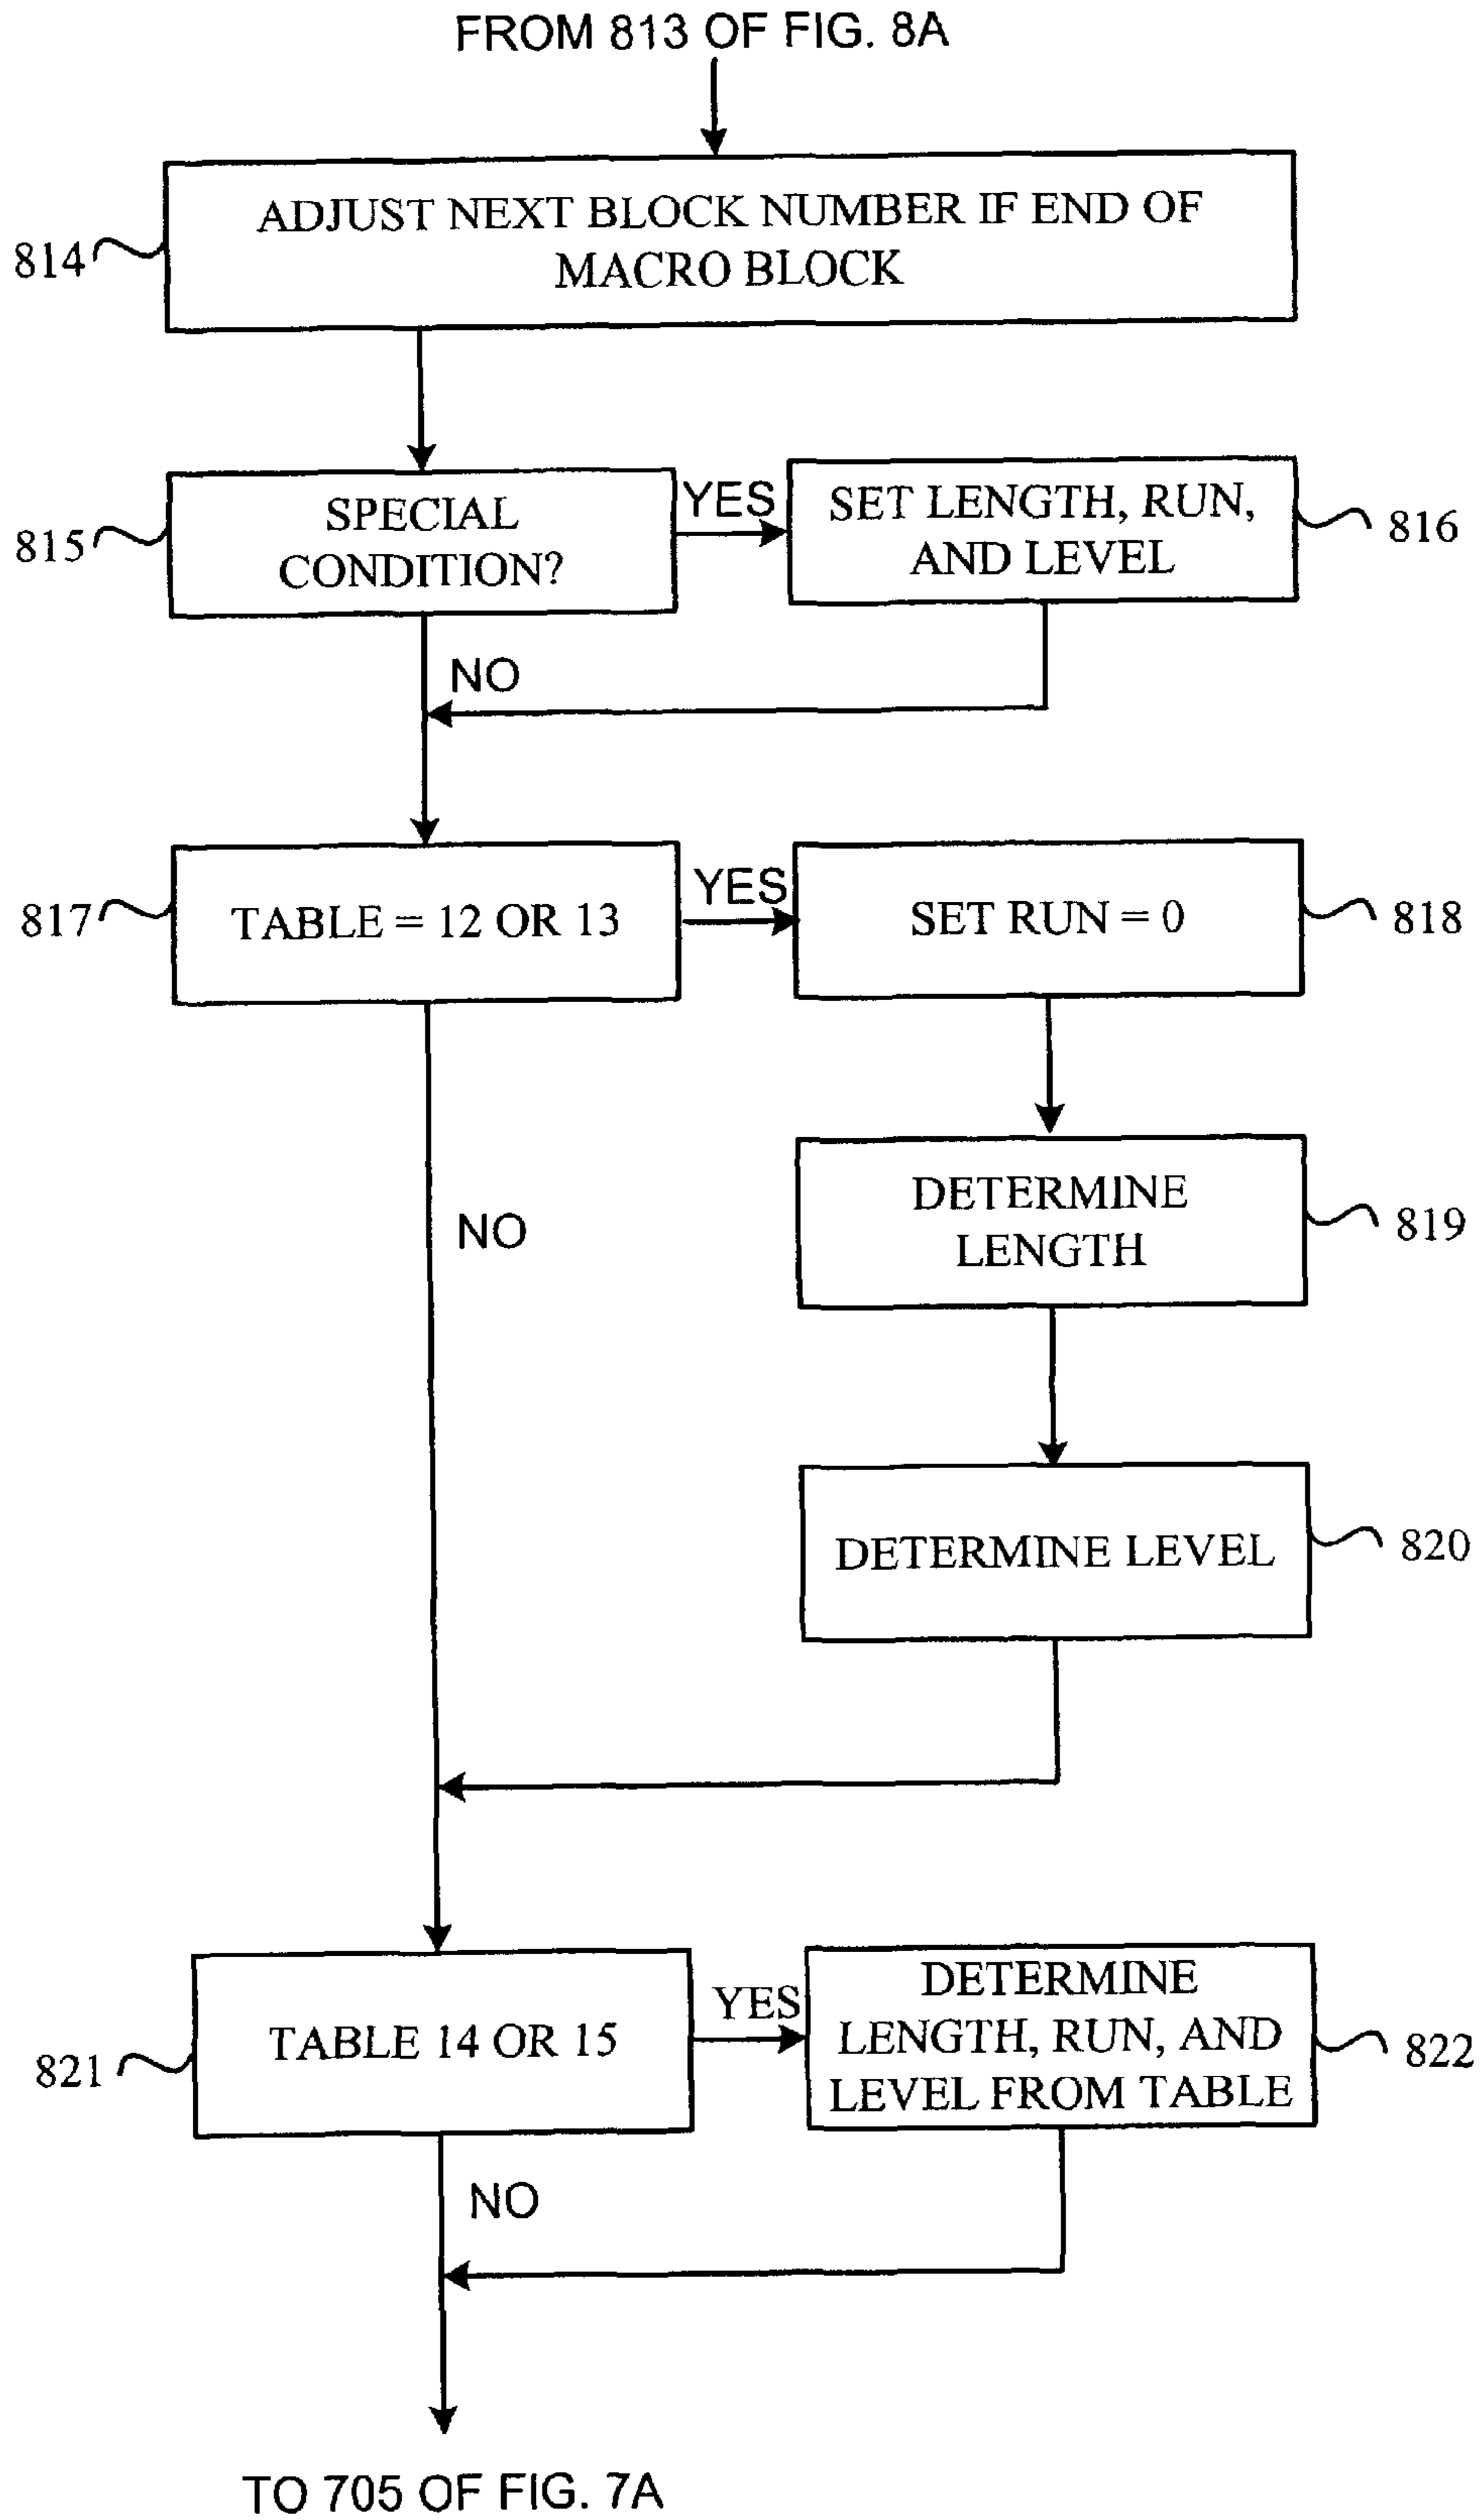 FROM 813 OF FIG. 8A
ADJUST NEXT BLOCK NUMBER IF END OF
MACRO BLOCK
814
SPECIAL
CONDITION?
815
YES
SET LENGTH, RUN,
AND LEVEL
816
NO
817
TABLE = 12 OR 13
YES
SET RUN = 0
818
NO
DETERMINE
LENGTH
819
DETERMINE LEVEL
820
821
TABLE 14 OR 15
YES
DETERMINE
LENGTH, RUN, AND
LEVEL FROM TABLE
822
NO
TO 705 OF FIG. 7A